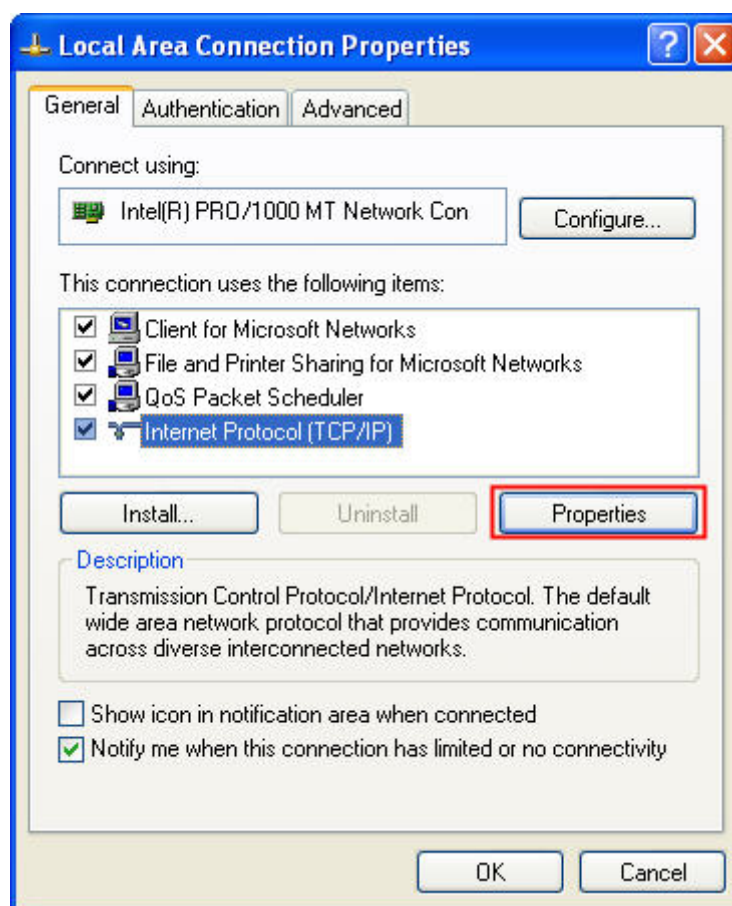 Local Area Connection Properties
?
General Authentication Advanced
Connect using:
Intel(R) PRO/1000 MT Network Con
Configure...
This connection uses the following items:
Client for Microsoft Networks
File and Printer Sharing for Microsoft Networks
QoS Packet Scheduler
Internet Protocol (TCP/IP)
Install... Uninstall Properties
Description
Transmission Control Protocol/Internet Protocol. The default
wide area network protocol that provides communication
across diverse interconnected networks.
Show icon in notification area when connected
Notify me when this connection has limited or no connectivity
OK Cancel